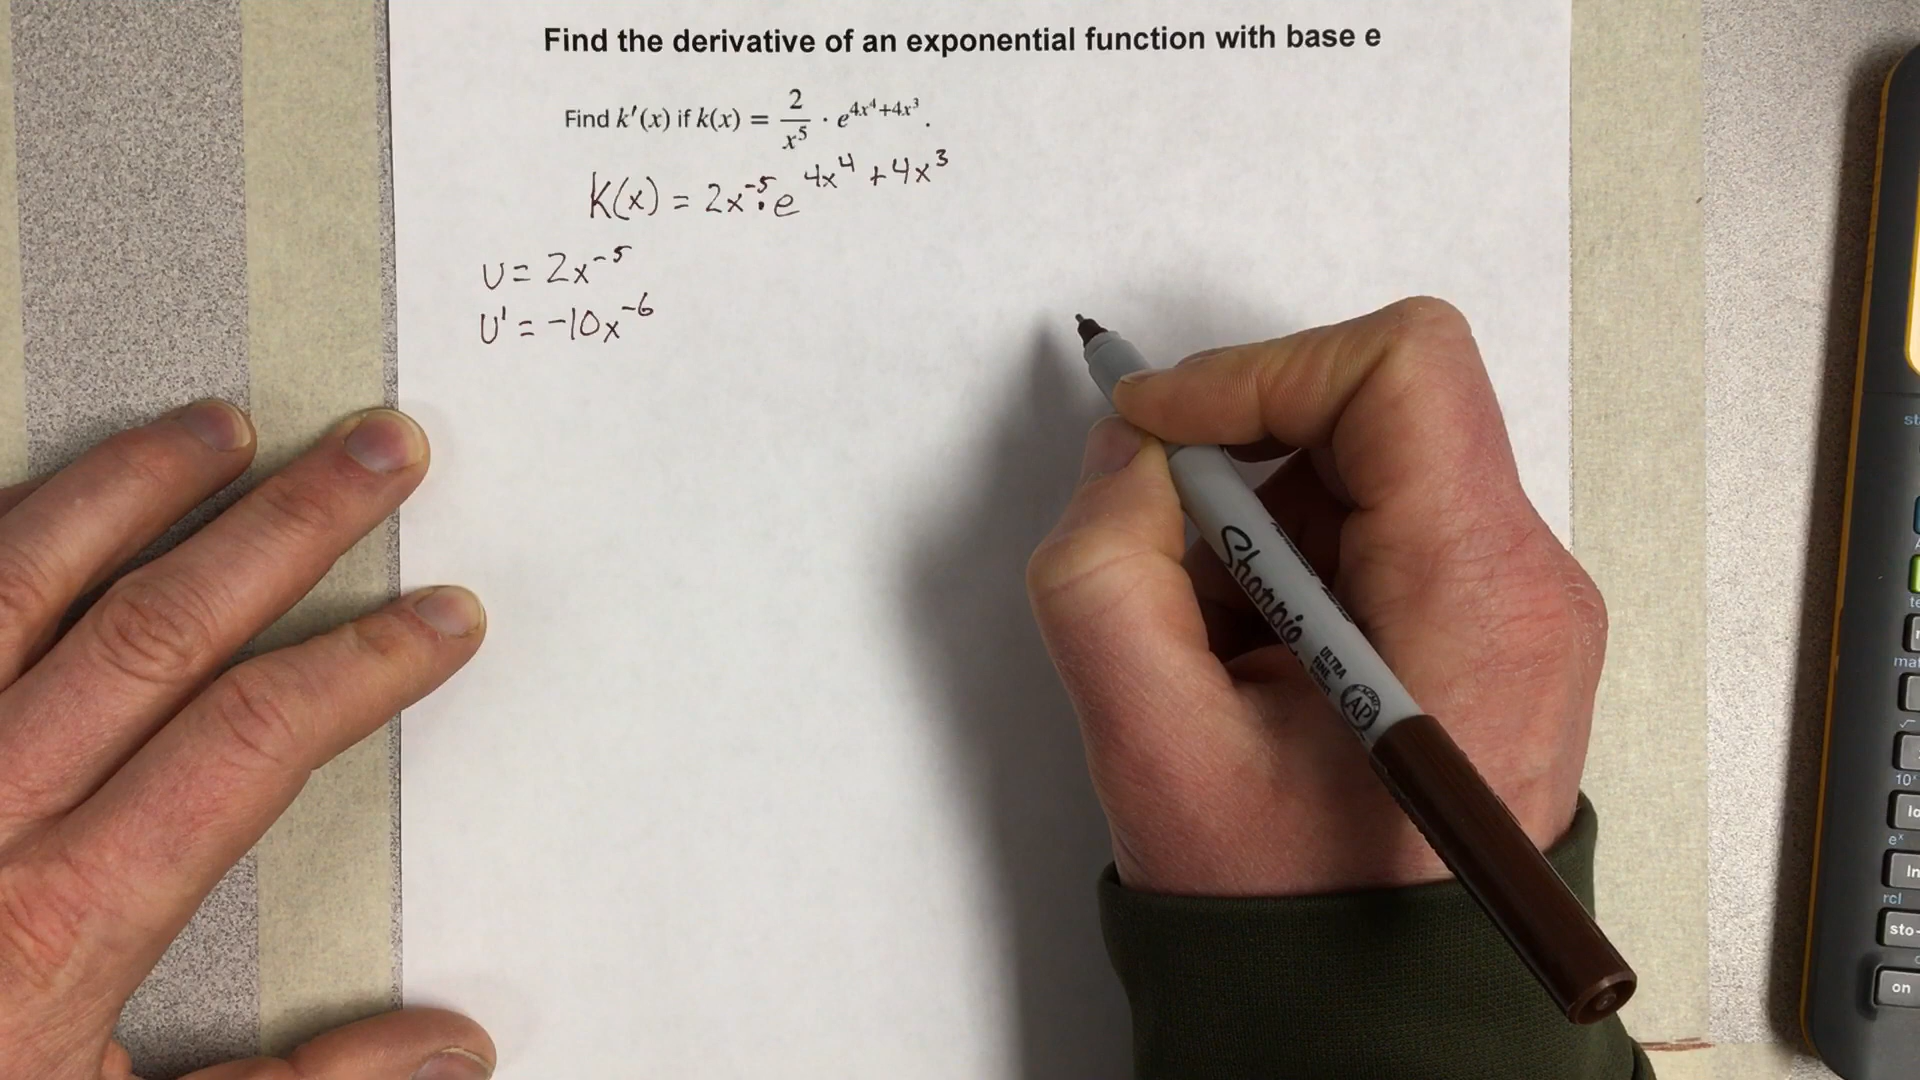 Find the derivative of an exponential function with base e
Find k′(x) if k(x) = 2/x⁵ · e^(4x⁴+4x³).
K(x) = 2x⁻⁵ · e^(4x⁴ + 4x³)
U = 2x⁻⁵
U' = -10x⁻⁶
Sharpie
ULTRA
FINE
POINT
AP
10ˣ
eˣ
ln
rcl
sto
on